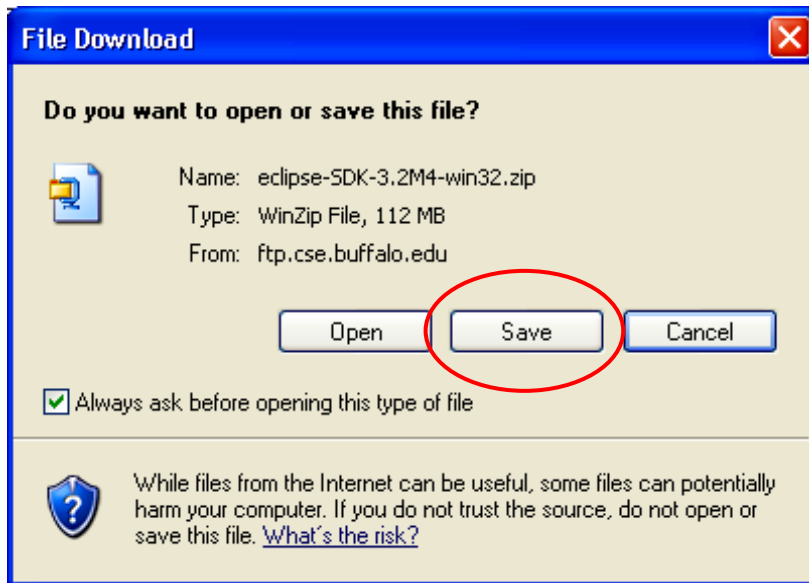 File Download
Do you want to open or save this file?
Name: eclipse-SDK-3.2M4-win32.zip
Type: WinZip File, 112 MB
From: ftp.cse.buffalo.edu
Open Save Cancel
Always ask before opening this type of file
While files from the Internet can be useful, some files can potentially
harm your computer. If you do not trust the source, do not open or
save this file. What's the risk?